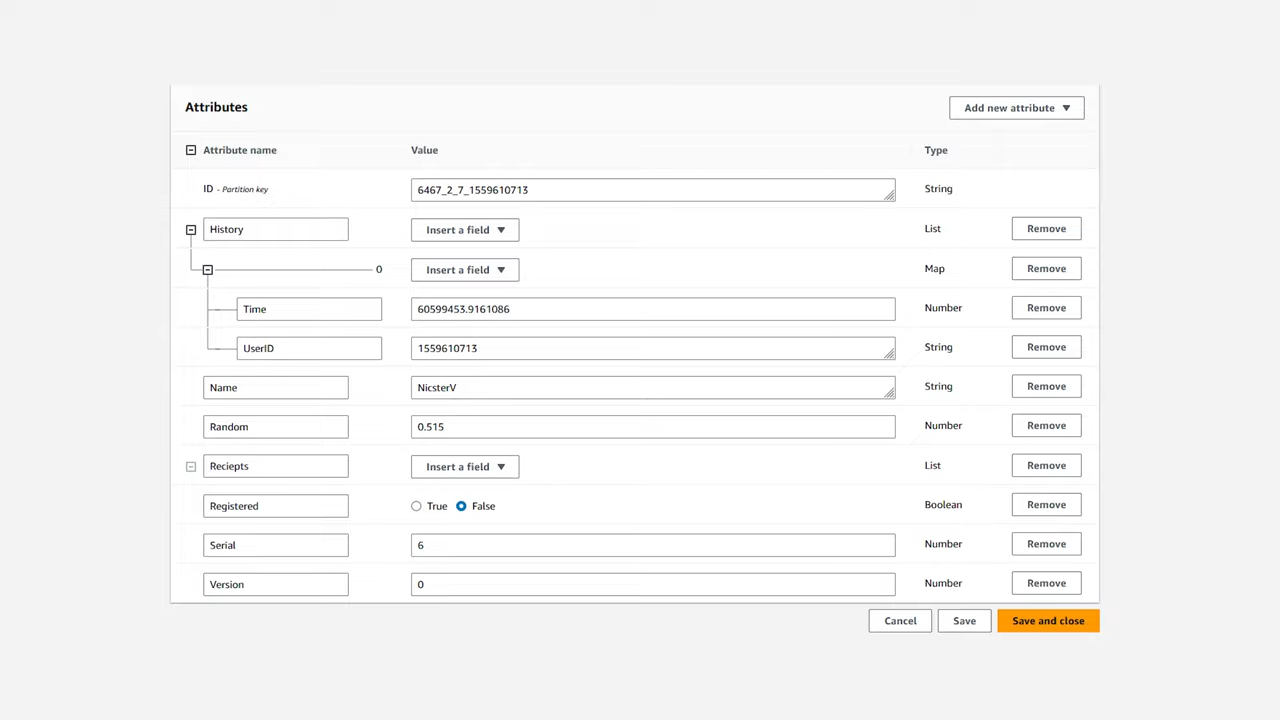 Attributes
Add new attribute
Attribute name Value Type
ID - Partition key 6467_2_7_1559610713 String
History Insert a field List Remove
0 Insert a field Map Remove
Time 60599453.9161086 Number Remove
UserID 1559610713 String Remove
Name NicsterV String Remove
Random 0.515 Number Remove
Reciepts Insert a field List Remove
Registered True False Boolean Remove
Serial 6 Number Remove
Version 0 Number Remove
Cancel Save Save and close